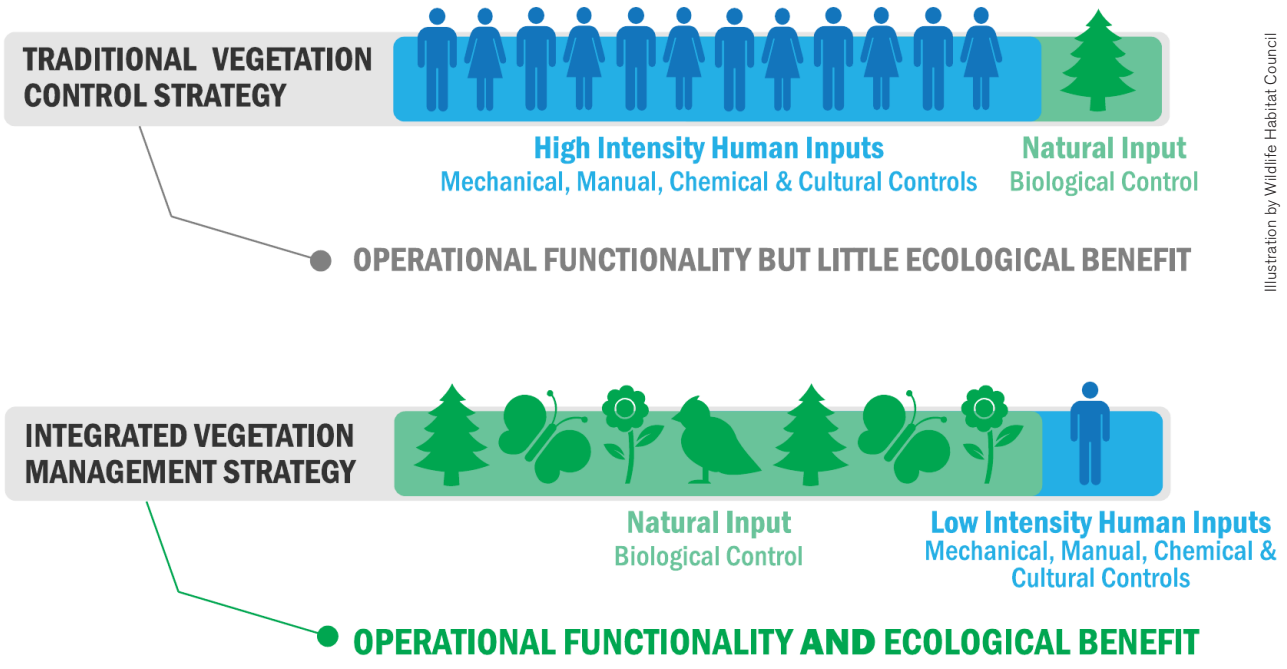 TRADITIONAL VEGETATION
CONTROL STRATEGY
High Intensity Human Inputs
Mechanical, Manual, Chemical & Cultural Controls
Natural Input
Biological Control
OPERATIONAL FUNCTIONALITY BUT LITTLE ECOLOGICAL BENEFIT
Illustration by Wildlife Habitat Council
INTEGRATED VEGETATION
MANAGEMENT STRATEGY
Natural Input
Biological Control
Low Intensity Human Inputs
Mechanical, Manual, Chemical &
Cultural Controls
OPERATIONAL FUNCTIONALITY AND ECOLOGICAL BENEFIT